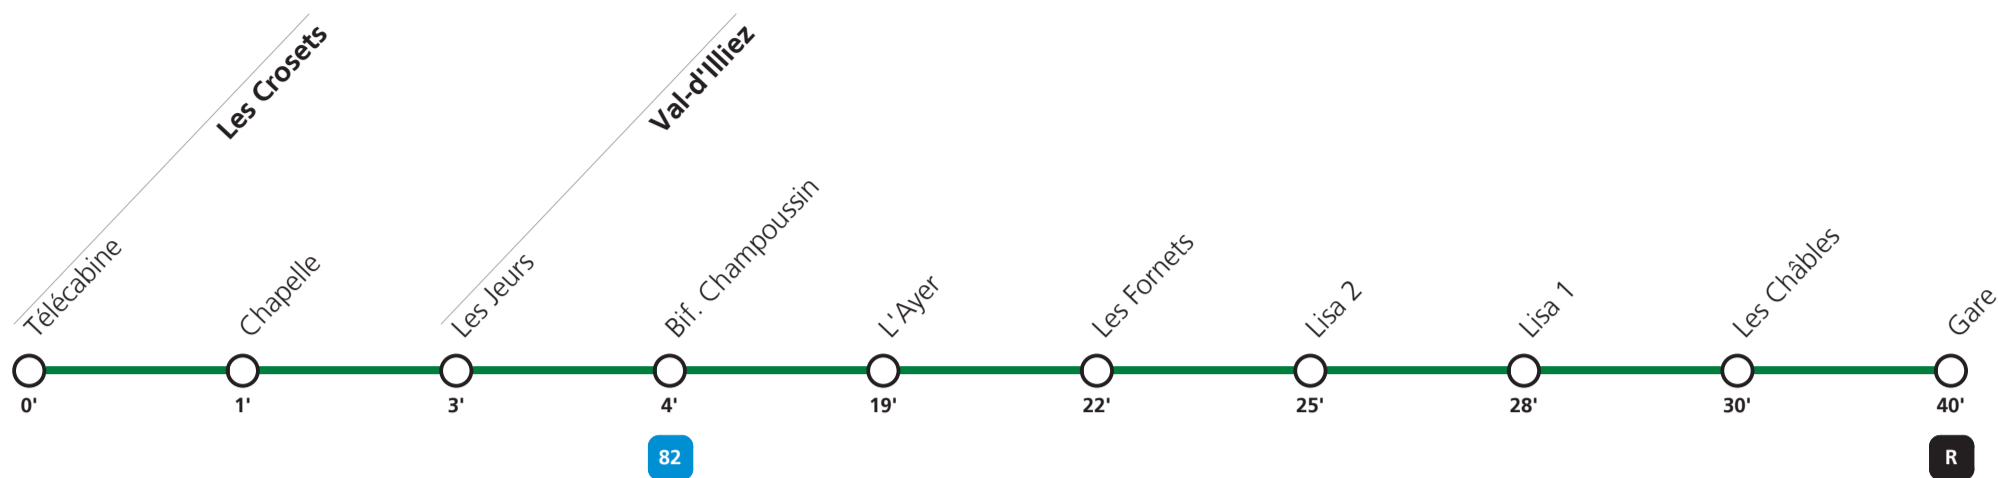 Les Crosets
Val-d'Illiez
Télécabine
Chapelle
Les Jeurs
Bif. Champoussin
L'Ayer
Les Fornets
Lisa 2
Lisa 1
Les Châbles
Gare
0'
1'
3'
4'
19'
22'
25'
28'
30'
40'
82
R